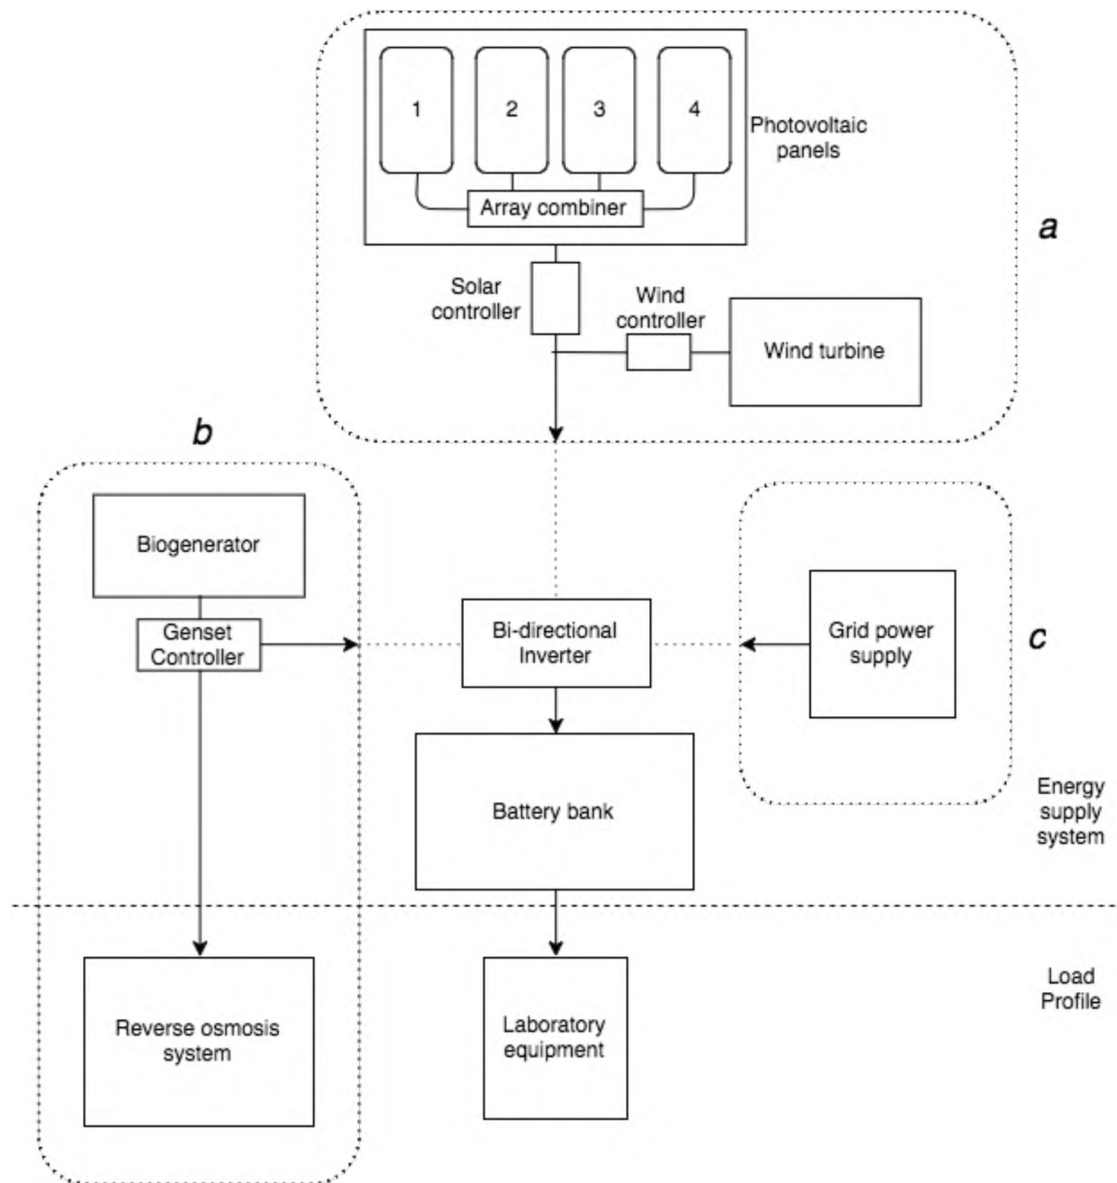 1
2
3
4
Array combiner
Photovoltaic
panels
a
Solar
controller
Wind
controller
Wind turbine
b
Biogenerator
Genset
Controller
Bi-directional
Inverter
Grid power
supply
c
Battery bank
Energy
supply
system
Load
Profile
Reverse osmosis
system
Laboratory
equipment